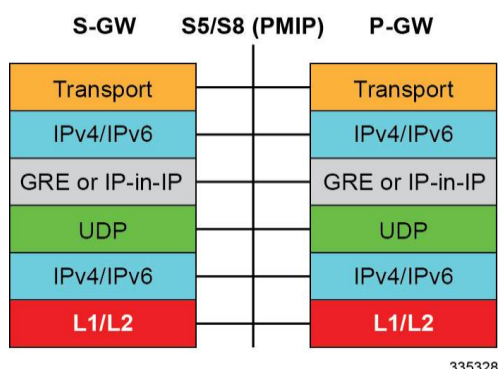 S-GW S5/S8 (PMIP) P-GW
Transport Transport
IPv4/IPv6 IPv4/IPv6
GRE or IP-in-IP GRE or IP-in-IP
UDP UDP
IPv4/IPv6 IPv4/IPv6
L1/L2 L1/L2
335328